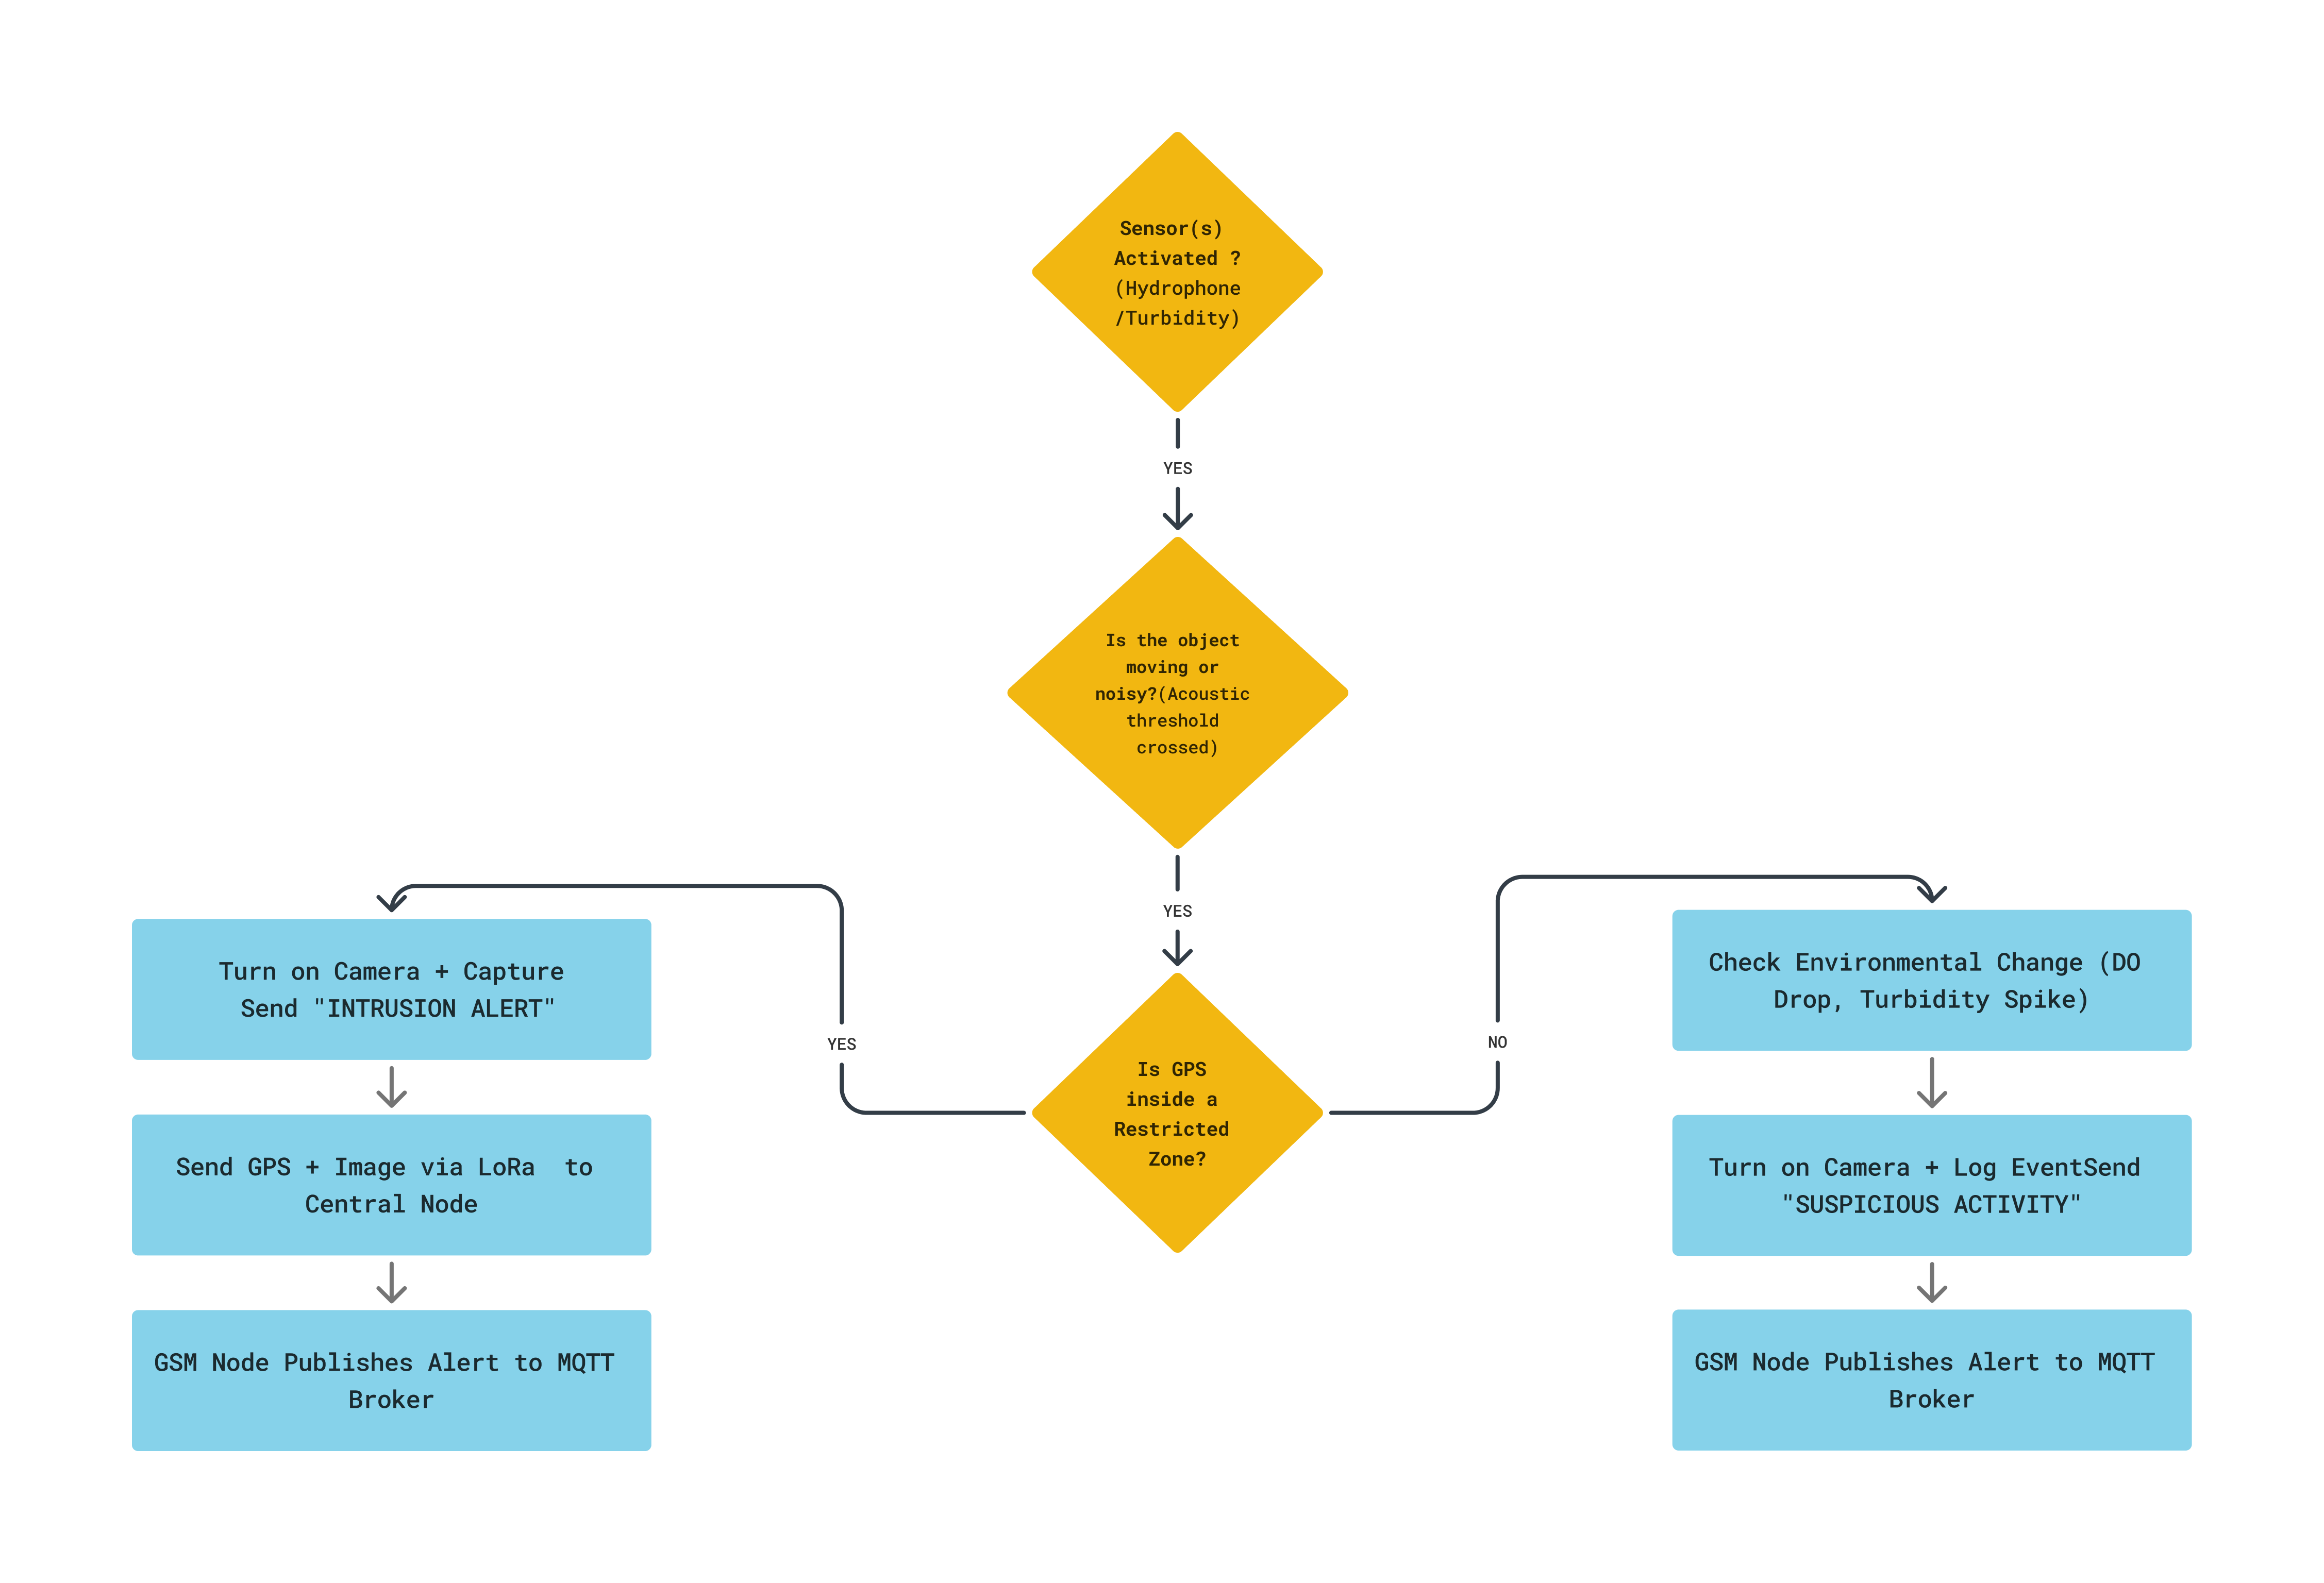 Sensor(s)
Activated ?
(Hydrophone
/Turbidity)
YES
Is the object
moving or
noisy?(Acoustic
threshold
crossed)
YES
Is GPS
inside a
Restricted
Zone?
YES
Turn on Camera + Capture
Send "INTRUSION ALERT"
Send GPS + Image via LoRa to
Central Node
GSM Node Publishes Alert to MQTT
Broker
NO
Check Environmental Change (DO
Drop, Turbidity Spike)
Turn on Camera + Log EventSend
"SUSPICIOUS ACTIVITY"
GSM Node Publishes Alert to MQTT
Broker